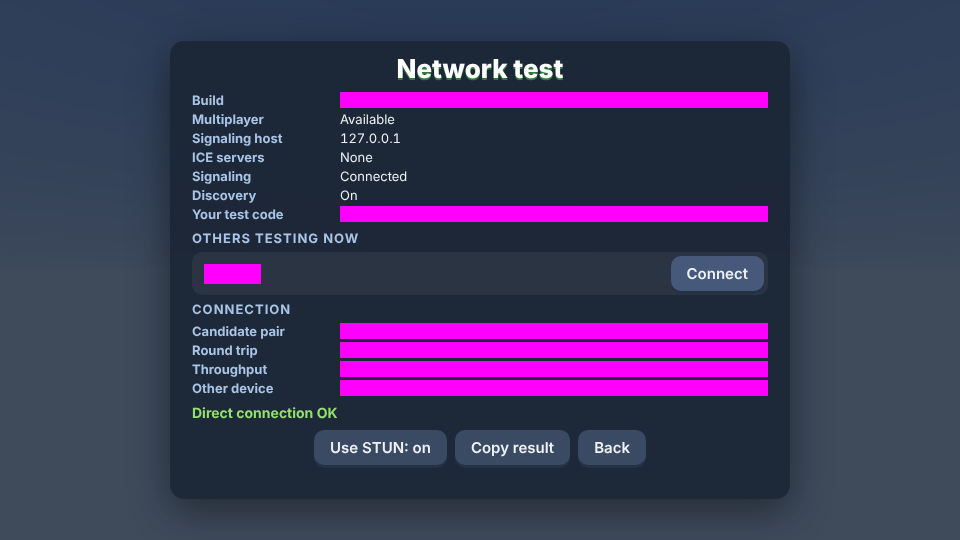 Network test
Build
Multiplayer Available
Signaling host 127.0.0.1
ICE servers None
Signaling Connected
Discovery On
Your test code
OTHERS TESTING NOW
Connect
CONNECTION
Candidate pair
Round trip
Throughput
Other device
Direct connection OK
Use STUN: on Copy result Back